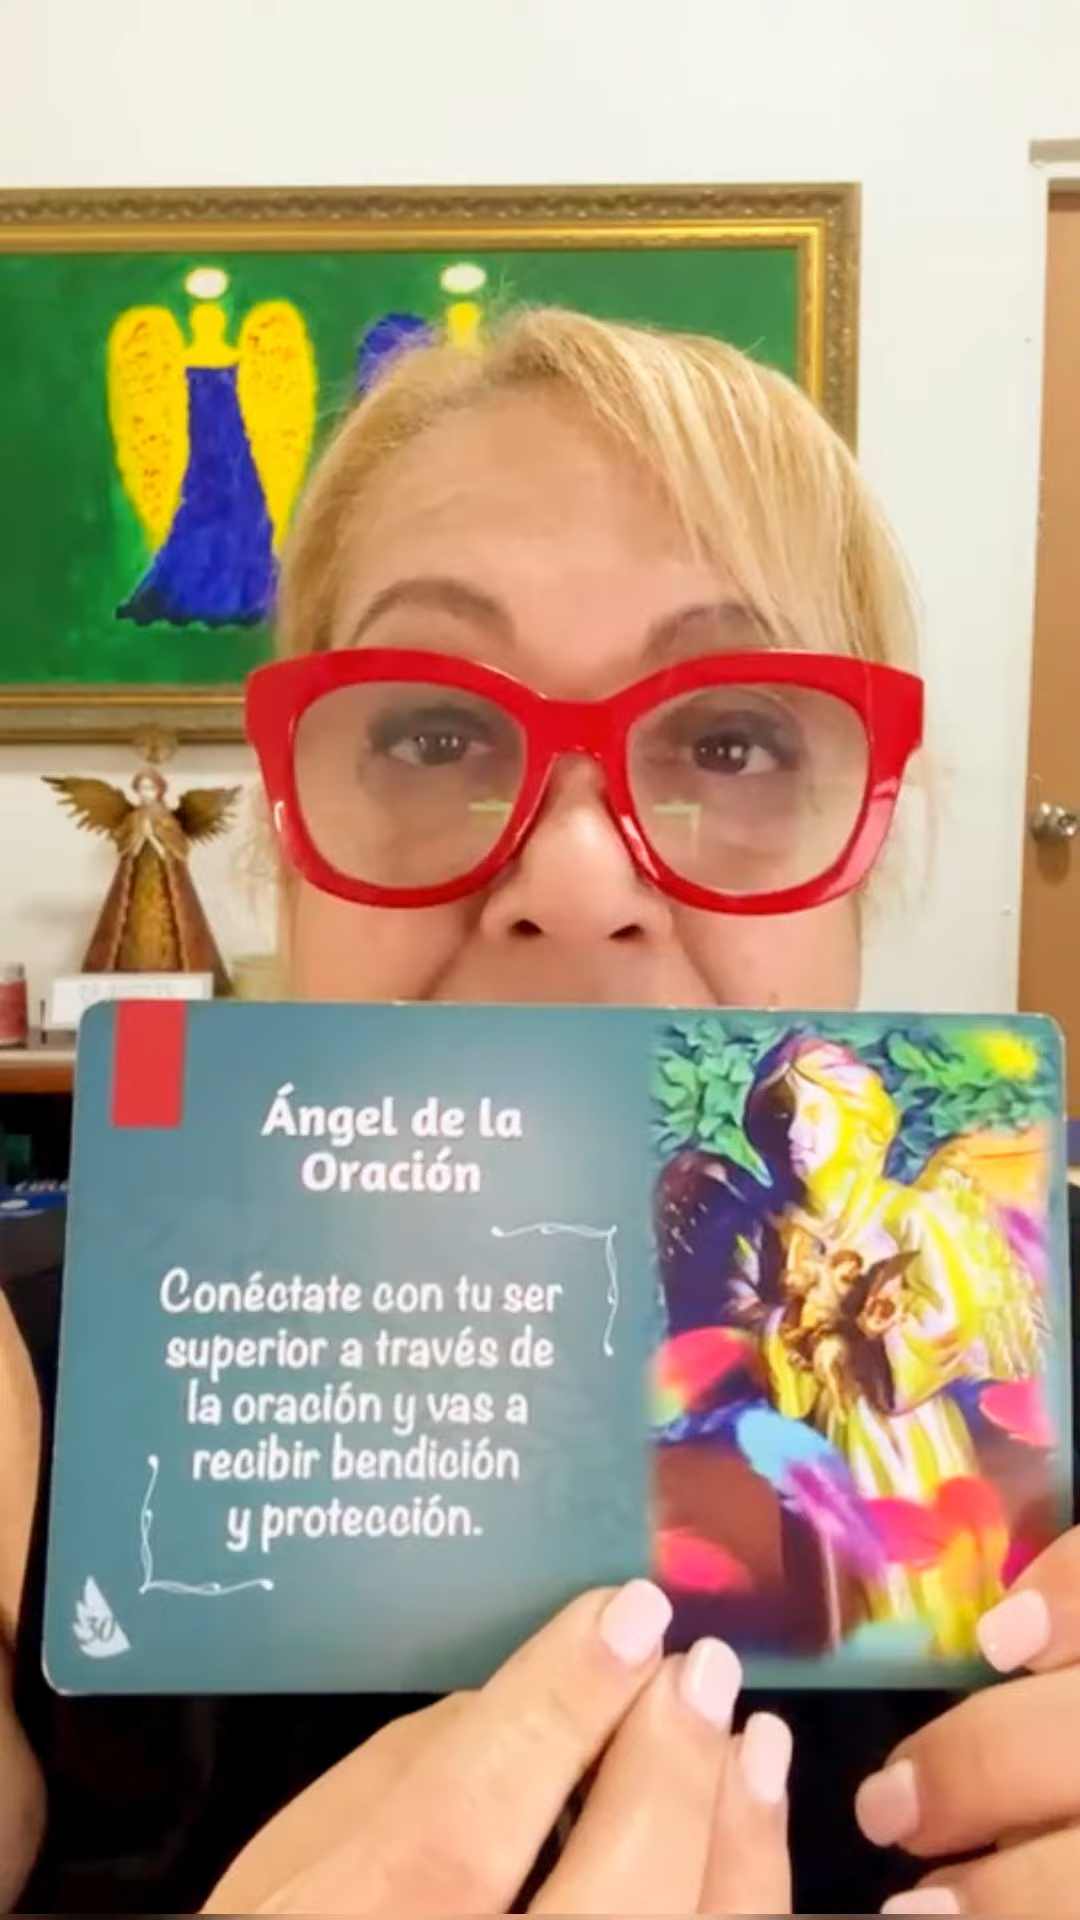 Ángel de la
Oración
Conéctate con tu ser
superior a través de
la oración y vas a
recibir bendición
y protección.
30